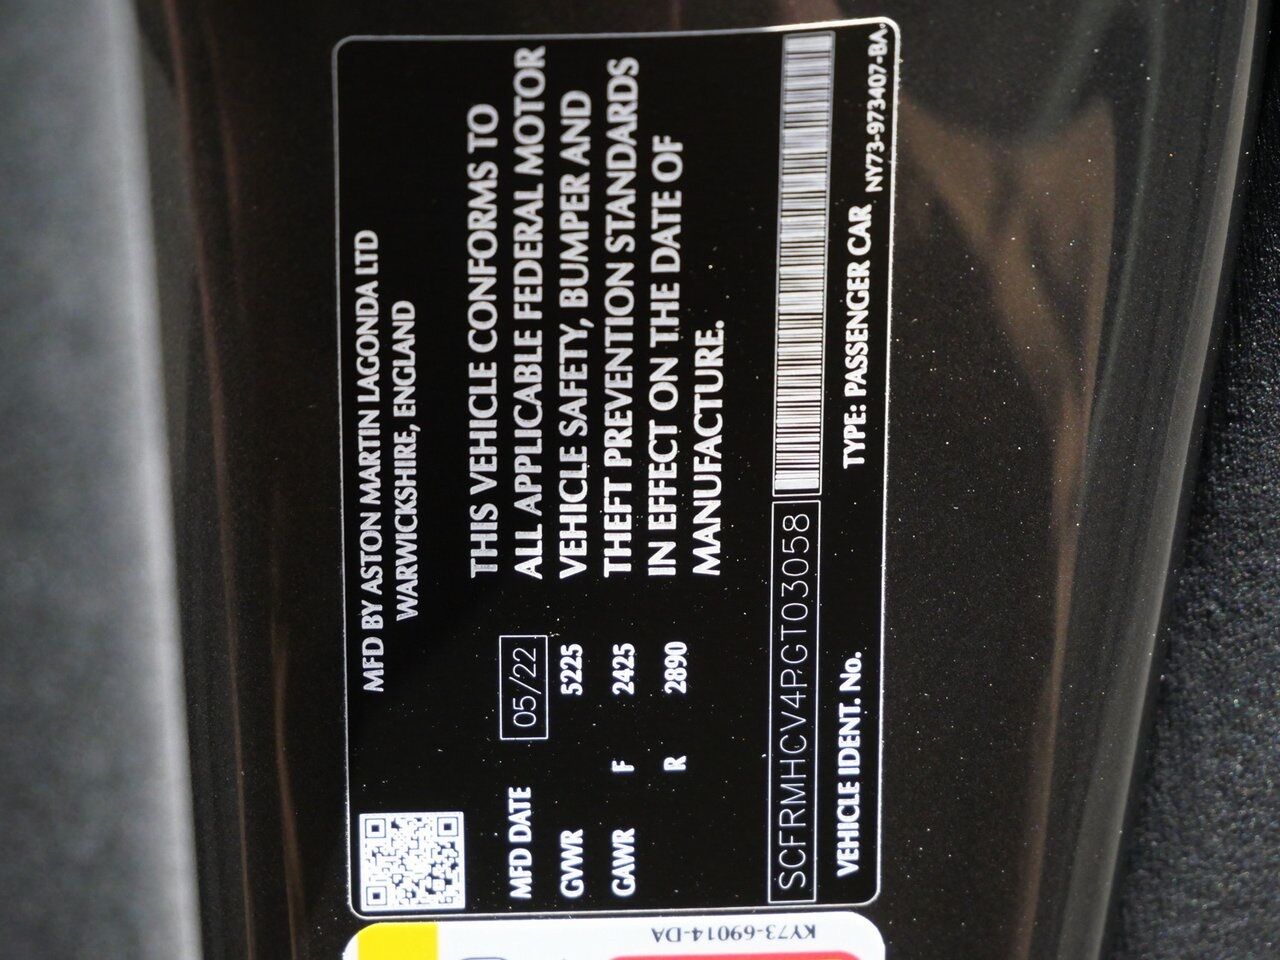 MFD BY ASTON MARTIN LAGONDA LTD
WARWICKSHIRE, ENGLAND
MFD DATE 05/22
GVWR 5225
GAWR F 2425
R 2890
THIS VEHICLE CONFORMS TO
ALL APPLICABLE FEDERAL MOTOR
VEHICLE SAFETY, BUMPER AND
THEFT PREVENTION STANDARDS
IN EFFECT ON THE DATE OF
MANUFACTURE.
SCFRMHCV4PGT03058
VEHICLE IDENT. No. TYPE: PASSENGER CAR
NY73-973407-BA
KY73-69014-DA